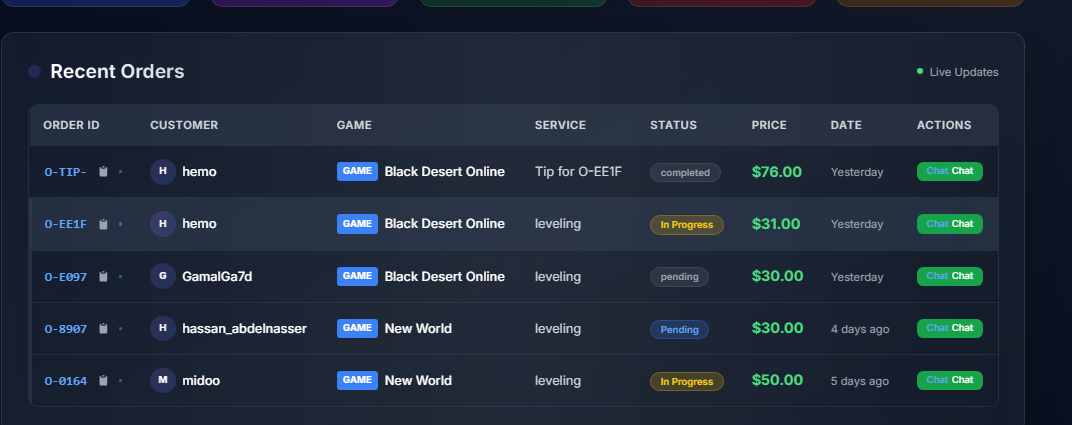 Recent Orders
Live Updates
ORDER ID CUSTOMER GAME SERVICE STATUS PRICE DATE ACTIONS
O-TIP- H hemo GAME Black Desert Online Tip for O-EE1F completed $76.00 Yesterday Chat Chat
O-EE1F H hemo GAME Black Desert Online leveling In Progress $31.00 Yesterday Chat Chat
O-E097 G GamalGa7d GAME Black Desert Online leveling pending $30.00 Yesterday Chat Chat
O-8907 H hassan_abdelnasser GAME New World leveling Pending $30.00 4 days ago Chat Chat
O-0164 M midoo GAME New World leveling In Progress $50.00 5 days ago Chat Chat